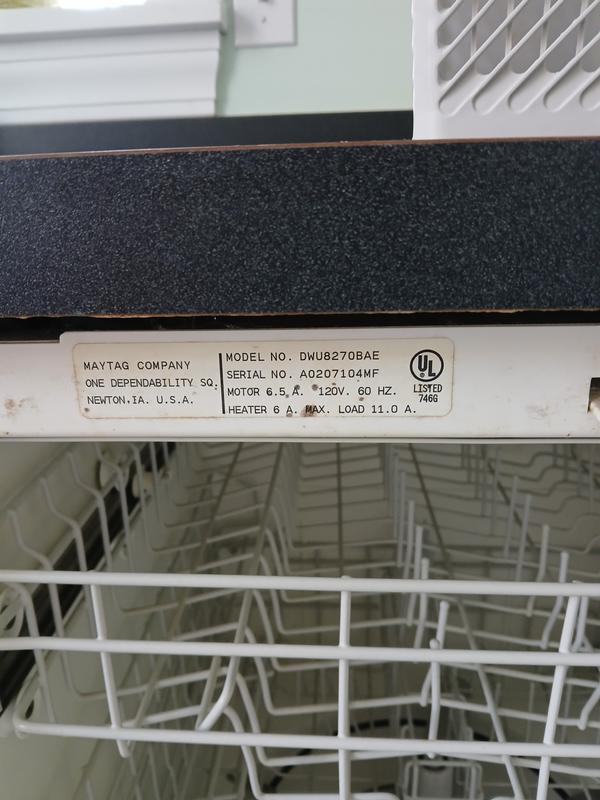 MAYTAG COMPANY
ONE DEPENDABILITY SQ.
NEWTON, IA. U.S.A.
MODEL NO. DWU8270BAE
SERIAL NO. A0207104MF
MOTOR 6.5 A. 120V. 60 HZ.
HEATER 6 A. MAX. LOAD 11.0 A.
UL
LISTED
746G